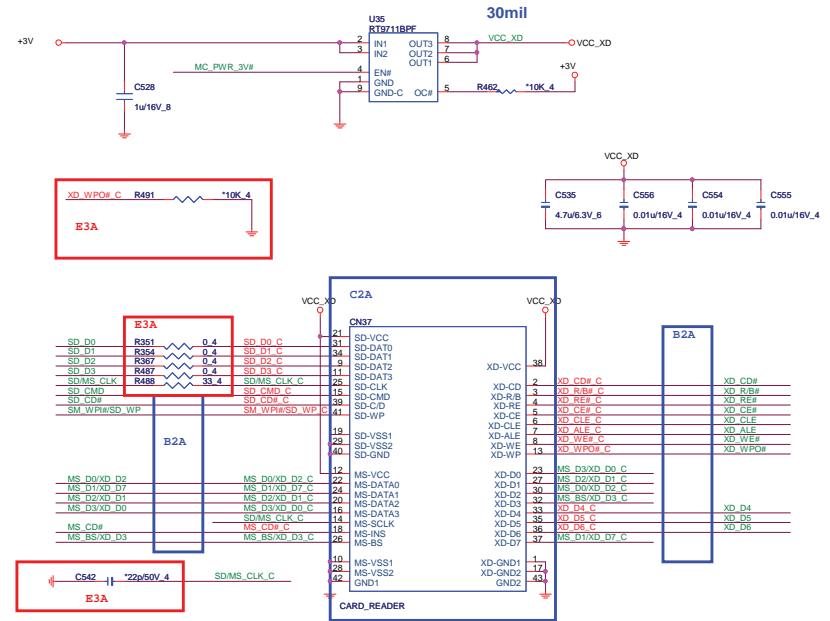 30mil
U35
RT9711BPF
+3V
2 IN1 OUT3 8 VCC_XD VCC_XD
3 IN2 OUT2 7
OUT1 6
MC_PWR_3V# 4 EN# +3V
1 GND
9 GND-C OC# 5 R462 *10K_4
C528
1u/16V_8
VCC_XD
XD_WPO#_C R491 *10K_4
E3A
C535 C556 C554 C555
4.7u/6.3V_6 0.01u/16V_4 0.01u/16V_4 0.01u/16V_4
C2A
VCC_XD VCC_XD
E3A CN37
B2A
21 SD-VCC
SD_D0 R351 0_4 SD_D0_C 31 SD-DAT0
SD_D1 R354 0_4 SD_D1_C 34 SD-DAT1
SD_D2 R367 0_4 SD_D2_C 9 SD-DAT2 XD-VCC 38
SD_D3 R487 0_4 SD_D3_C 11 SD-DAT3
SD/MS_CLK R488 33_4 SD/MS_CLK_C 25 SD-CLK XD-CD 2 XD_CD#_C XD_CD#
SD_CMD SD_CMD_C 15 SD-CMD XD-R/B 3 XD_R/B#_C XD_R/B#
SD_CD# SD_CD#_C 39 SD-C/D XD-RE 4 XD_RE#_C XD_RE#
SM_WPI#/SD_WP SM_WPI#/SD_WP_C 41 SD-WP XD-CE 5 XD_CE#_C XD_CE#
XD-CLE 6 XD_CLE_C XD_CLE
19 SD-VSS1 XD-ALE 7 XD_ALE_C XD_ALE
B2A 29 SD-VSS2 XD-WE 8 XD_WE#_C XD_WE#
40 SD-GND XD-WP 13 XD_WPO#_C XD_WPO#
12 MS-VCC XD-D0 23 MS_D3/XD_D0_C
MS_D0/XD_D2 MS_D0/XD_D2_C 22 MS-DATA0 XD-D1 27 MS_D2/XD_D1_C
MS_D1/XD_D7 MS_D1/XD_D7_C 24 MS-DATA1 XD-D2 30 MS_D0/XD_D2_C
MS_D2/XD_D1 MS_D2/XD_D1_C 20 MS-DATA2 XD-D3 32 MS_BS/XD_D3_C
MS_D3/XD_D0 MS_D3/XD_D0_C 16 MS-DATA3 XD-D4 33 XD_D4_C XD_D4
SD/MS_CLK_C 14 MS-SCLK XD-D5 35 XD_D5_C XD_D5
MS_CD# MS_CD#_C 18 MS-INS XD-D6 36 XD_D6_C XD_D6
MS_BS/XD_D3 MS_BS/XD_D3_C 26 MS-BS XD-D7 37 MS_D1/XD_D7_C
10 MS-VSS1 XD-GND1 1
28 MS-VSS2 XD-GND2 17
42 GND1 GND2 43
C542 *22p/50V_4 SD/MS_CLK_C
E3A
CARD_READER